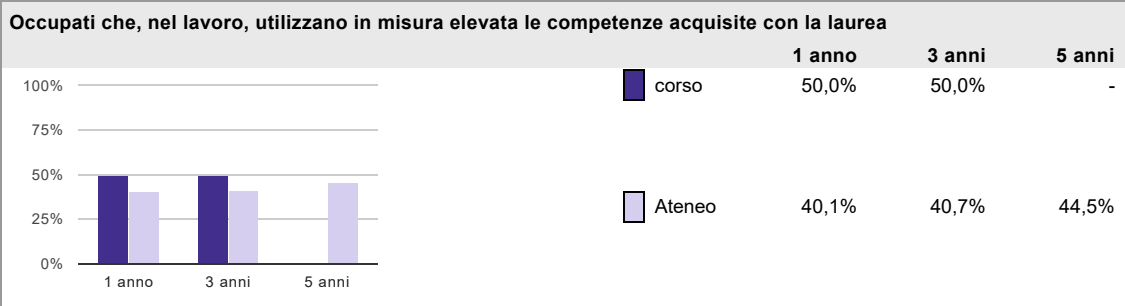 Occupati che, nel lavoro, utilizzano in misura elevata le competenze acquisite con la laurea
1 anno 3 anni 5 anni
100%
75%
50%
25%
0%
1 anno 3 anni 5 anni
corso 50,0% 50,0% -
Ateneo 40,1% 40,7% 44,5%